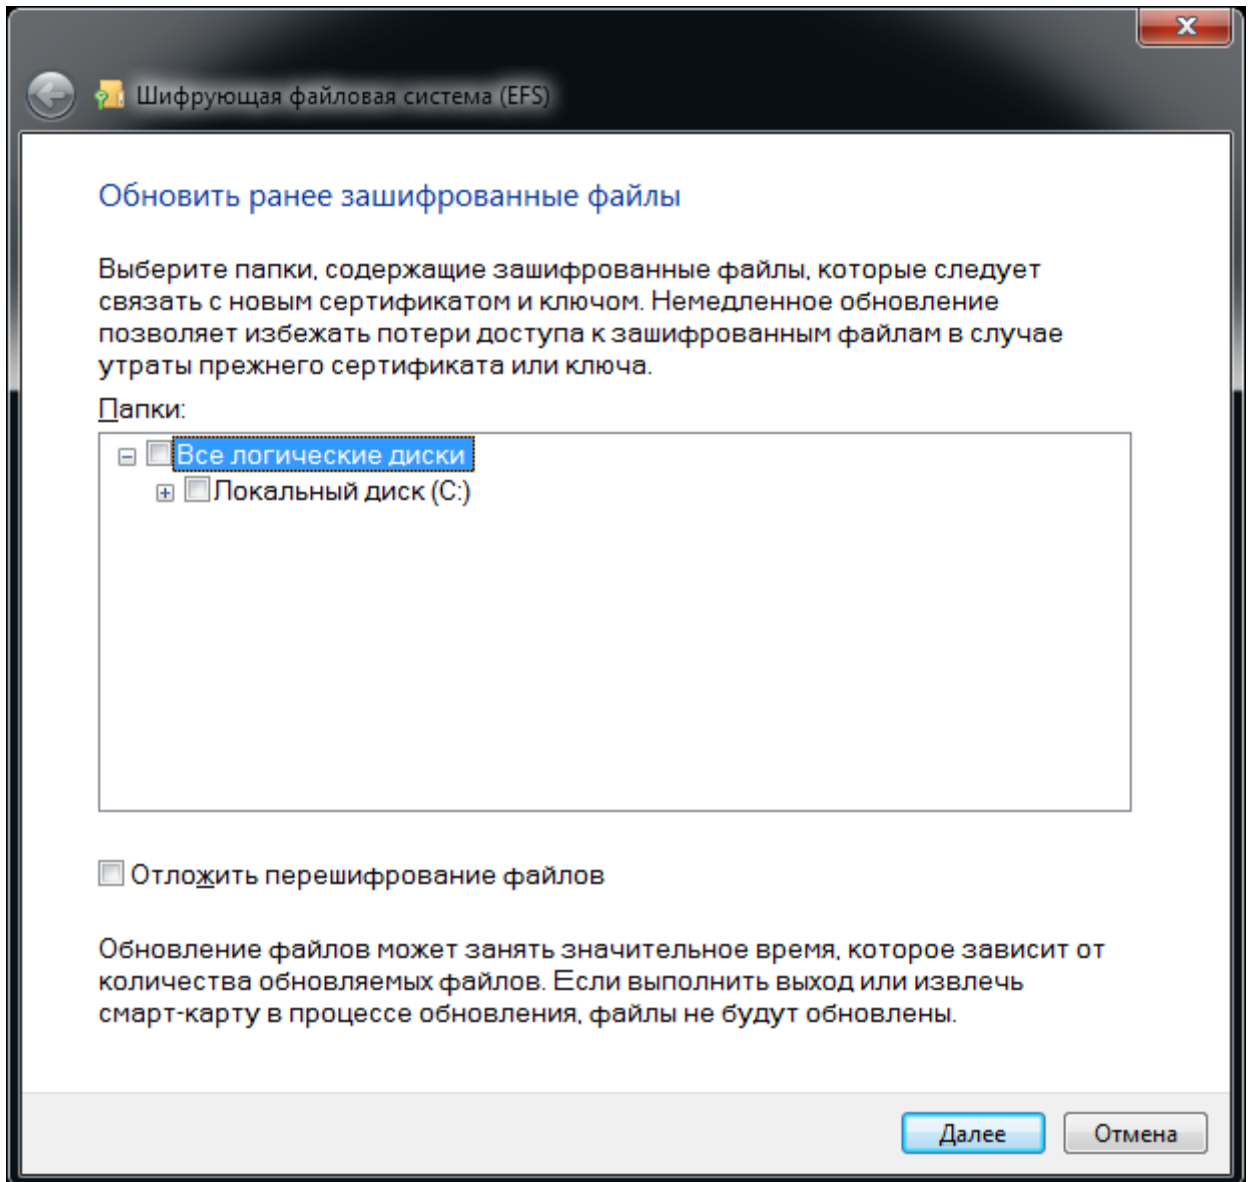 Шифрующая файловая система (EFS)
Обновить ранее зашифрованные файлы
Выберите папки, содержащие зашифрованные файлы, которые следует
связать с новым сертификатом и ключом. Немедленное обновление
позволяет избежать потери доступа к зашифрованным файлам в случае
утраты прежнего сертификата или ключа.
Папки:
Все логические диски
Локальный диск (C:)
Отложить перешифрование файлов
Обновление файлов может занять значительное время, которое зависит от
количества обновляемых файлов. Если выполнить выход или извлечь
смарт-карту в процессе обновления, файлы не будут обновлены.
Далее
Отмена